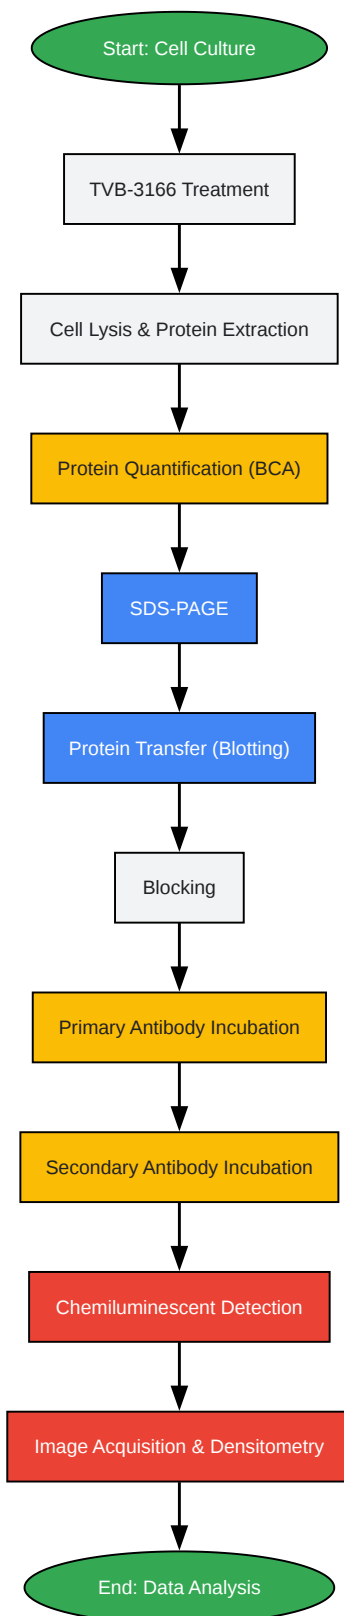 Start: Cell Culture
TVB-3166 Treatment
Cell Lysis & Protein Extraction
Protein Quantification (BCA)
SDS-PAGE
Protein Transfer (Blotting)
Blocking
Primary Antibody Incubation
Secondary Antibody Incubation
Chemiluminescent Detection
Image Acquisition & Densitometry
End: Data Analysis